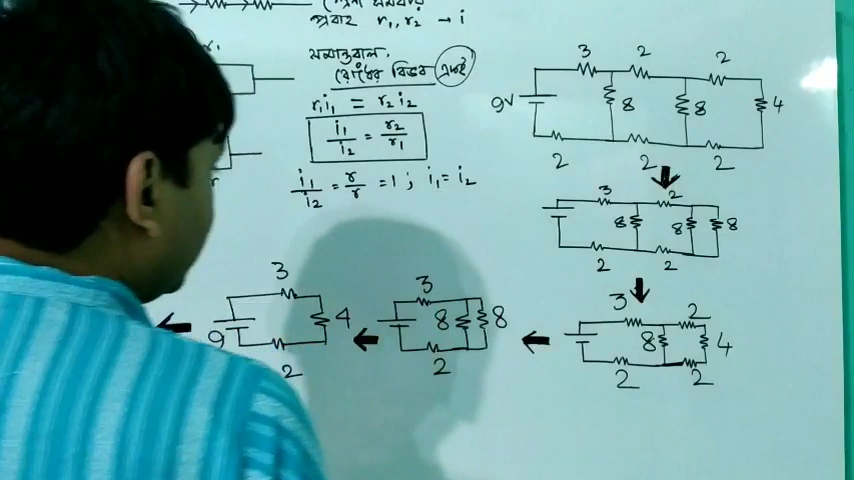 প্রবাহ r₁, r₂ → i
সমান্তরাল.
রোধের বিভব একই
r₁i₁ = r₂i₂
i₁/i₂ = r₂/r₁
i₁/i₂ = r/r = 1 ; i₁ = i₂
3 2 2
9V 8 8 4
2 2 2
3 2
8 8 8
2 2
3 2
8 4
2 2
3
8 8
2
3
9 4
2